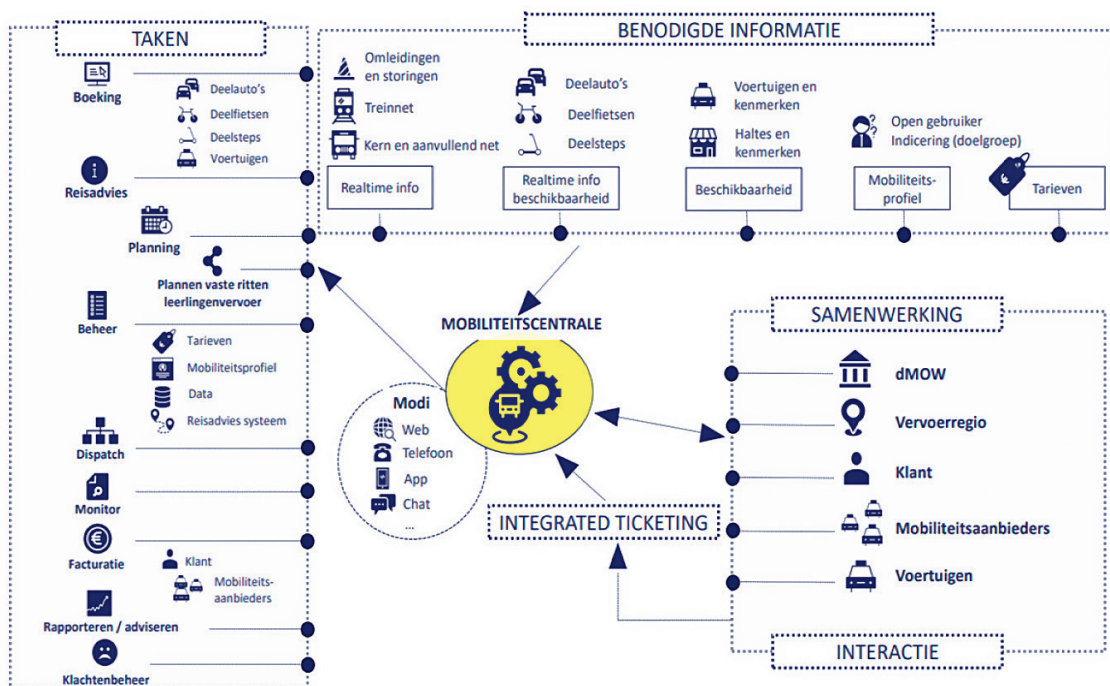 TAKEN
Boeking
Deelauto's
Deelfietsen
Deelsteps
Voertuigen
Reisadvies
Planning
Plannen vaste ritten
leerlingenvervoer
Beheer
Tarieven
Mobiliteitsprofiel
Data
Reisadvies systeem
Dispatch
Monitor
Facturatie
Klant
Mobiliteits-
aanbieders
Rapporteren / adviseren
Klachtenbeheer
BENODIGDE INFORMATIE
Omleidingen
en storingen
Treinnet
Kern en aanvullend net
Realtime info
Deelauto's
Deelfietsen
Deelsteps
Realtime info
beschikbaarheid
Voertuigen en
kenmerken
Haltes en
kenmerken
Beschikbaarheid
Open gebruiker
Indicering (doelgroep)
Mobiliteits-
profiel
Tarieven
MOBILITEITSCENTRALE
Modi
Web
Telefoon
App
Chat
...
INTEGRATED TICKETING
SAMENWERKING
dMOW
Vervoerregio
Klant
Mobiliteitsaanbieders
Voertuigen
INTERACTIE